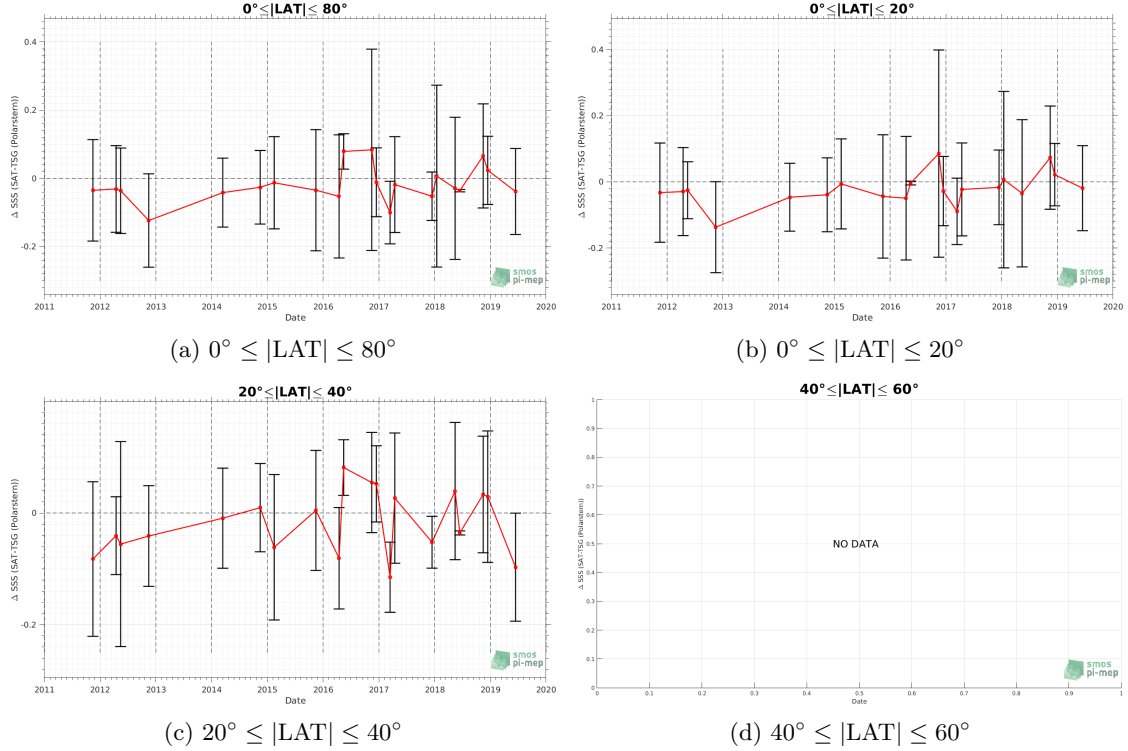 0°≤|LAT|≤ 80°
Δ SSS (SAT-TSG (Polarstern))
0.4
0.2
0
-0.2
2011 2012 2013 2014 2015 2016 2017 2018 2019 2020
Date
smos
pi-mep
(a) 0° ≤ |LAT| ≤ 80°
0°≤|LAT|≤ 20°
Δ SSS (SAT-TSG (Polarstern))
0.4
0.2
0
-0.2
2011 2012 2013 2014 2015 2016 2017 2018 2019 2020
Date
smos
pi-mep
(b) 0° ≤ |LAT| ≤ 20°
20°≤|LAT|≤ 40°
Δ SSS (SAT-TSG (Polarstern))
0
-0.2
2011 2012 2013 2014 2015 2016 2017 2018 2019 2020
Date
smos
pi-mep
(c) 20° ≤ |LAT| ≤ 40°
40°≤|LAT|≤ 60°
Δ SSS (SAT-TSG (Polarstern))
1
0.9
0.8
0.7
0.6
0.5
0.4
0.3
0.2
0.1
0
NO DATA
0 0.1 0.2 0.3 0.4 0.5 0.6 0.7 0.8 0.9 1
Date
smos
pi-mep
(d) 40° ≤ |LAT| ≤ 60°